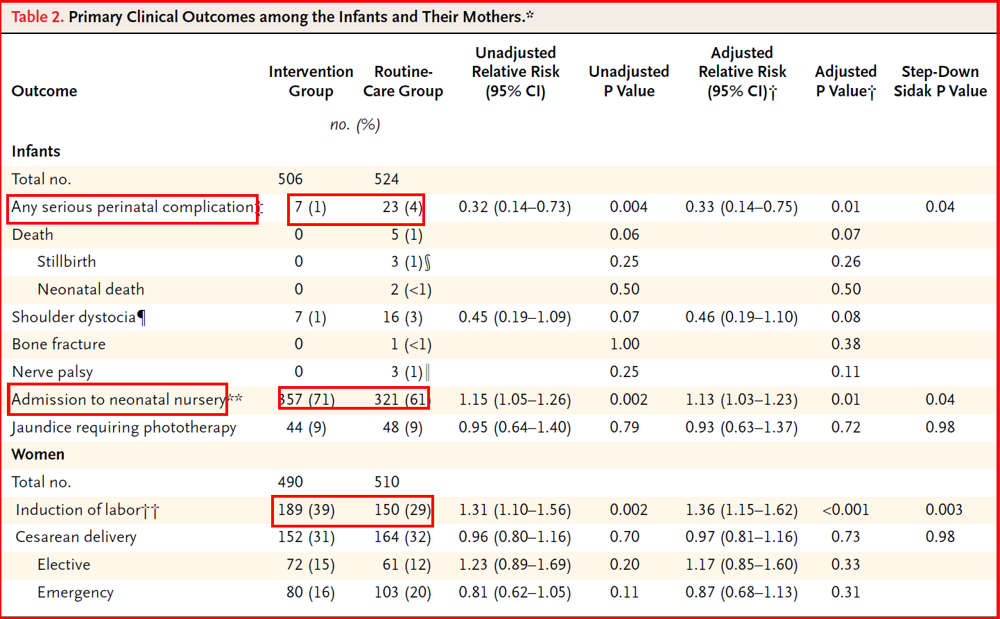 Table 2. Primary Clinical Outcomes among the Infants and Their Mothers.*
Outcome Intervention Group Routine-Care Group Unadjusted Relative Risk (95% CI) Unadjusted P Value Adjusted Relative Risk (95% CI)† Adjusted P Value† Step-Down Sidak P Value
no. (%)
Infants
Total no. 506 524
Any serious perinatal complication‡ 7 (1) 23 (4) 0.32 (0.14–0.73) 0.004 0.33 (0.14–0.75) 0.01 0.04
Death 0 5 (1) 0.06 0.07
Stillbirth 0 3 (1)§ 0.25 0.26
Neonatal death 0 2 (<1) 0.50 0.50
Shoulder dystocia¶ 7 (1) 16 (3) 0.45 (0.19–1.09) 0.07 0.46 (0.19–1.10) 0.08
Bone fracture 0 1 (<1) 1.00 0.38
Nerve palsy 0 3 (1)‖ 0.25 0.11
Admission to neonatal nursery** 357 (71) 321 (61) 1.15 (1.05–1.26) 0.002 1.13 (1.03–1.23) 0.01 0.04
Jaundice requiring phototherapy 44 (9) 48 (9) 0.95 (0.64–1.40) 0.79 0.93 (0.63–1.37) 0.72 0.98
Women
Total no. 490 510
Induction of labor†† 189 (39) 150 (29) 1.31 (1.10–1.56) 0.002 1.36 (1.15–1.62) <0.001 0.003
Cesarean delivery 152 (31) 164 (32) 0.96 (0.80–1.16) 0.70 0.97 (0.81–1.16) 0.73 0.98
Elective 72 (15) 61 (12) 1.23 (0.89–1.69) 0.20 1.17 (0.85–1.60) 0.33
Emergency 80 (16) 103 (20) 0.81 (0.62–1.05) 0.11 0.87 (0.68–1.13) 0.31